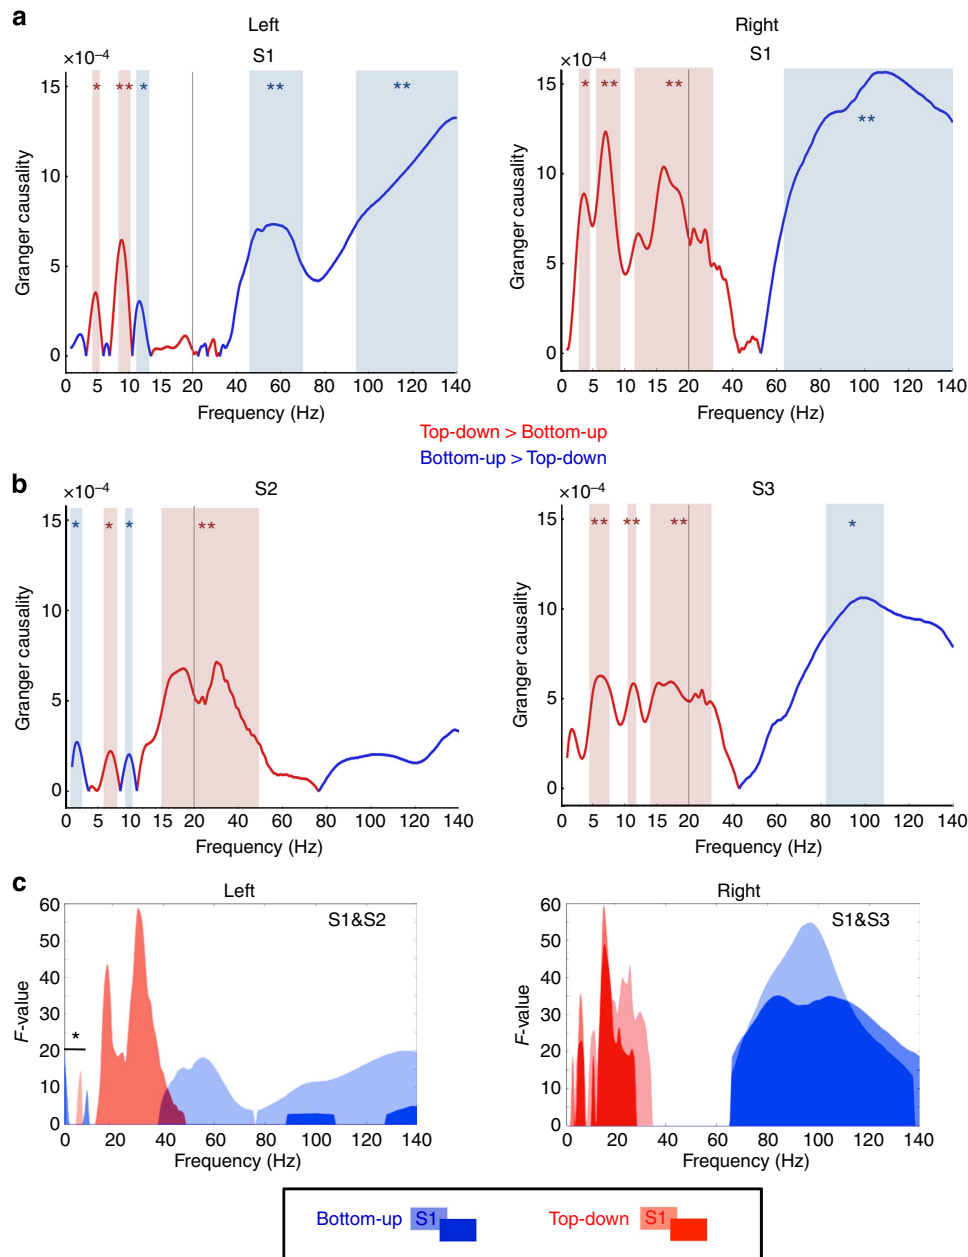 a
Left
Right
S1
S1
×10–4
×10–4
15
10
5
0
Granger causality
* ** * ** **
0 5 10 15 20 40 60 80 100 120 140
Frequency (Hz)
15
10
5
0
Granger causality
* ** ** **
0 5 10 15 20 40 60 80 100 120 140
Frequency (Hz)
Top-down > Bottom-up
Bottom-up > Top-down
b
S2
S3
×10–4
×10–4
15
10
5
0
Granger causality
* * * **
0 5 10 15 20 40 60 80 100 120 140
Frequency (Hz)
15
10
5
0
Granger causality
** ** ** *
0 5 10 15 20 40 60 80 100 120 140
Frequency (Hz)
c
Left
Right
S1&S2
S1&S3
60
50
40
30
20
10
0
F-value
*
0 20 40 60 80 100 120 140
Frequency (Hz)
60
50
40
30
20
10
0
F-value
0 20 40 60 80 100 120 140
Frequency (Hz)
Bottom-up S1
Top-down S1